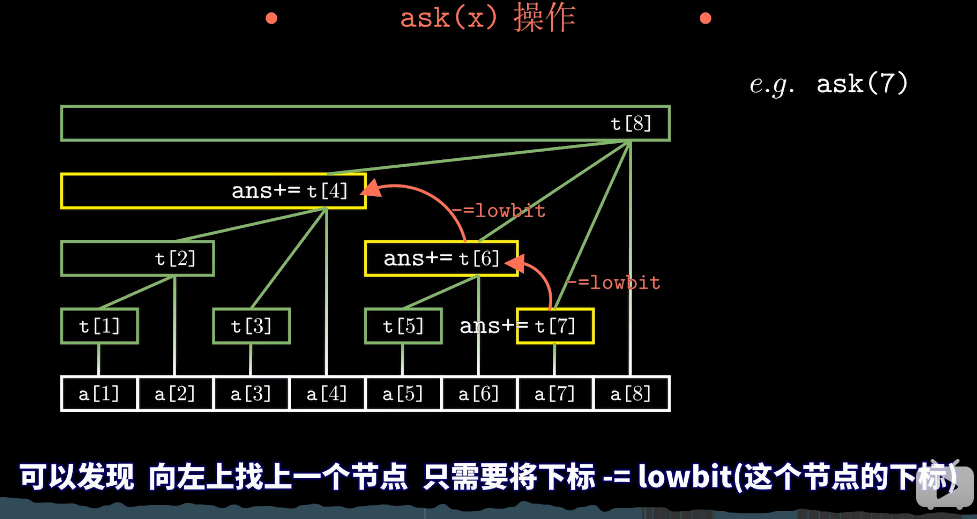 ask(x) 操作
e.g. ask(7)
t[8]
ans+= t[4]
-=lowbit
t[2]
ans+= t[6]
-=lowbit
t[1] t[3] t[5] ans+= t[7]
a[1] a[2] a[3] a[4] a[5] a[6] a[7] a[8]
可以发现 向左上找上一个节点 只需要将下标 -= lowbit(这个节点的下标)